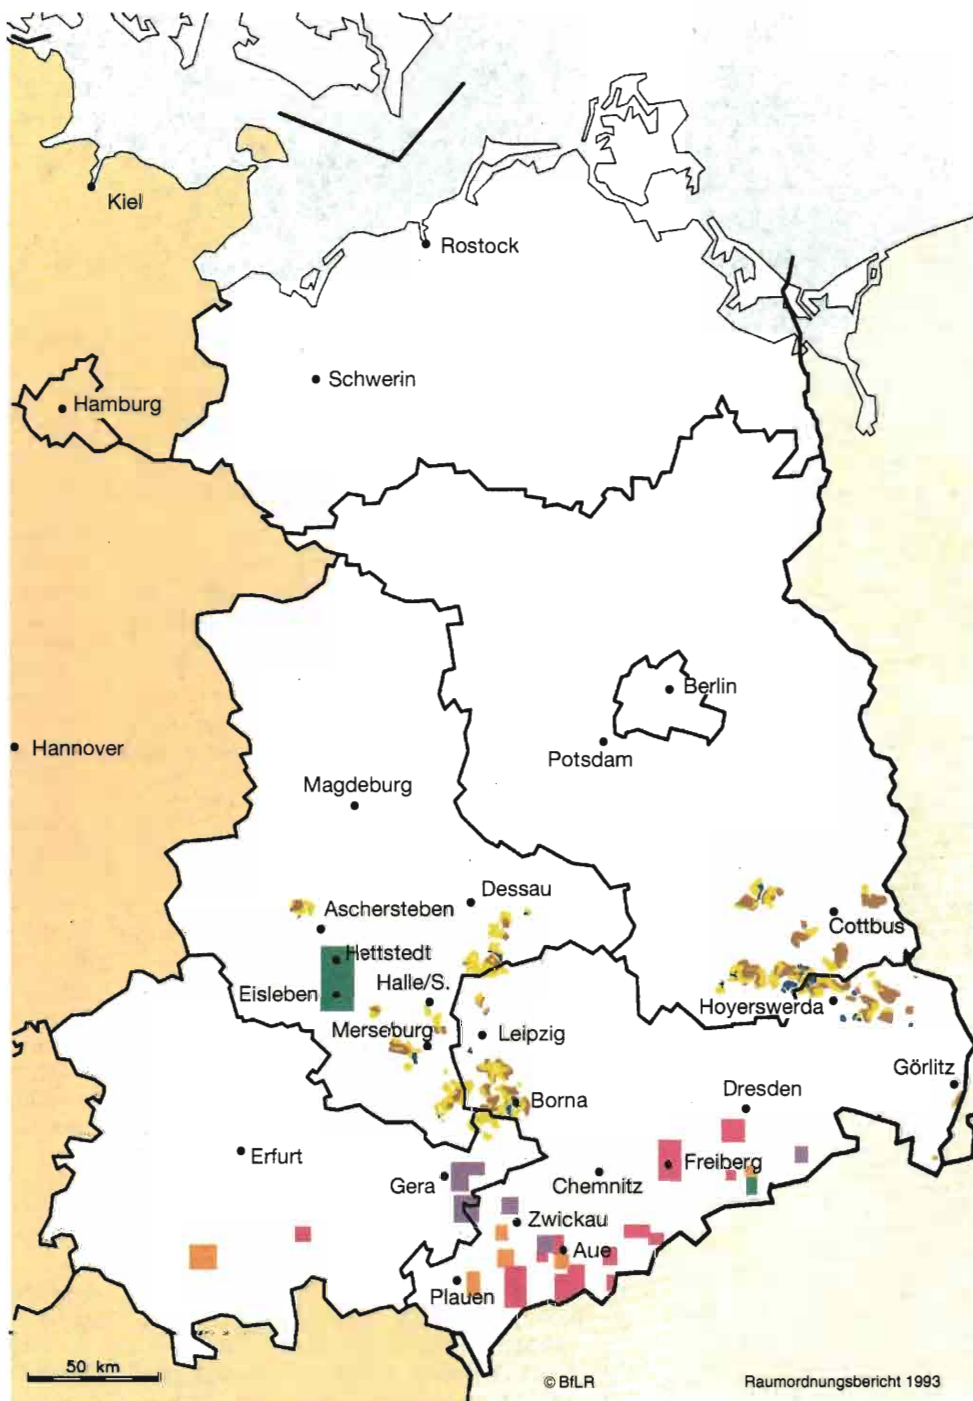 Kiel
Rostock
Schwerin
Hamburg
Berlin
Hannover
Potsdam
Magdeburg
Dessau
Aschersteben
Cottbus
Hettstedt
Halle/S.
Eisleben
Hoyerswerda
Merseburg
Leipzig
Görlitz
Dresden
Borna
Erfurt
Freiberg
Gera
Chemnitz
Zwickau
Aue
Plauen
50 km
© BfLR
Raumordnungsbericht 1993